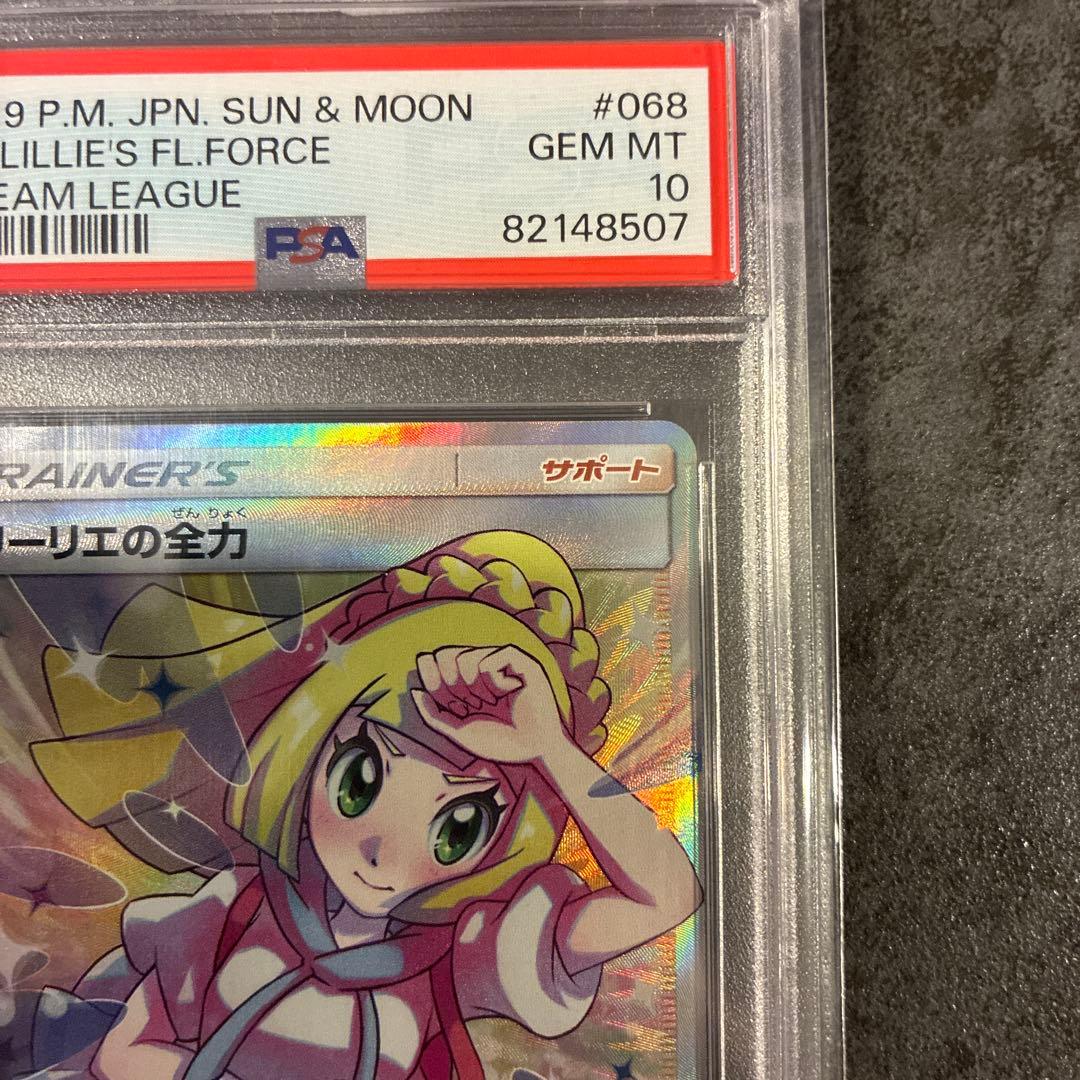 9 P.M. JPN. SUN & MOON #068
LILLIE'S FL.FORCE GEM MT
EAM LEAGUE 10
82148507
PSA
RAINER'S サポート
ぜんりょく
ーリエの全力